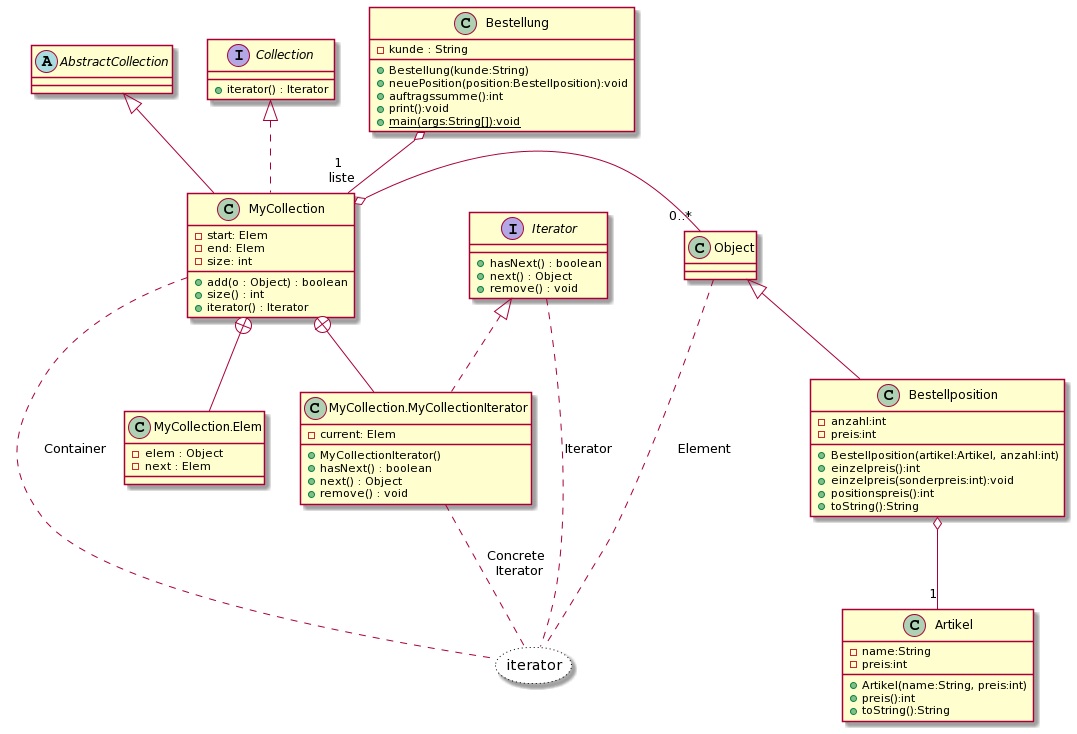 C Bestellung
kunde : String
Bestellung(kunde:String)
neuePosition(position:Bestellposition):void
auftragssumme():int
print():void
main(args:String[]):void
A AbstractCollection
I Collection
iterator() : Iterator
1
liste
C MyCollection
start: Elem
end: Elem
size: int
add(o : Object) : boolean
size() : int
iterator() : Iterator
I Iterator
hasNext() : boolean
next() : Object
remove() : void
0..*
C Object
C MyCollection.Elem
elem : Object
next : Elem
C MyCollection.MyCollectionIterator
current: Elem
MyCollectionIterator()
hasNext() : boolean
next() : Object
remove() : void
C Bestellposition
anzahl:int
preis:int
Bestellposition(artikel:Artikel, anzahl:int)
einzelpreis():int
einzelpreis(sonderpreis:int):void
positionspreis():int
toString():String
Container
Iterator
Element
Concrete
Iterator
1
C Artikel
name:String
preis:int
Artikel(name:String, preis:int)
preis():int
toString():String
iterator